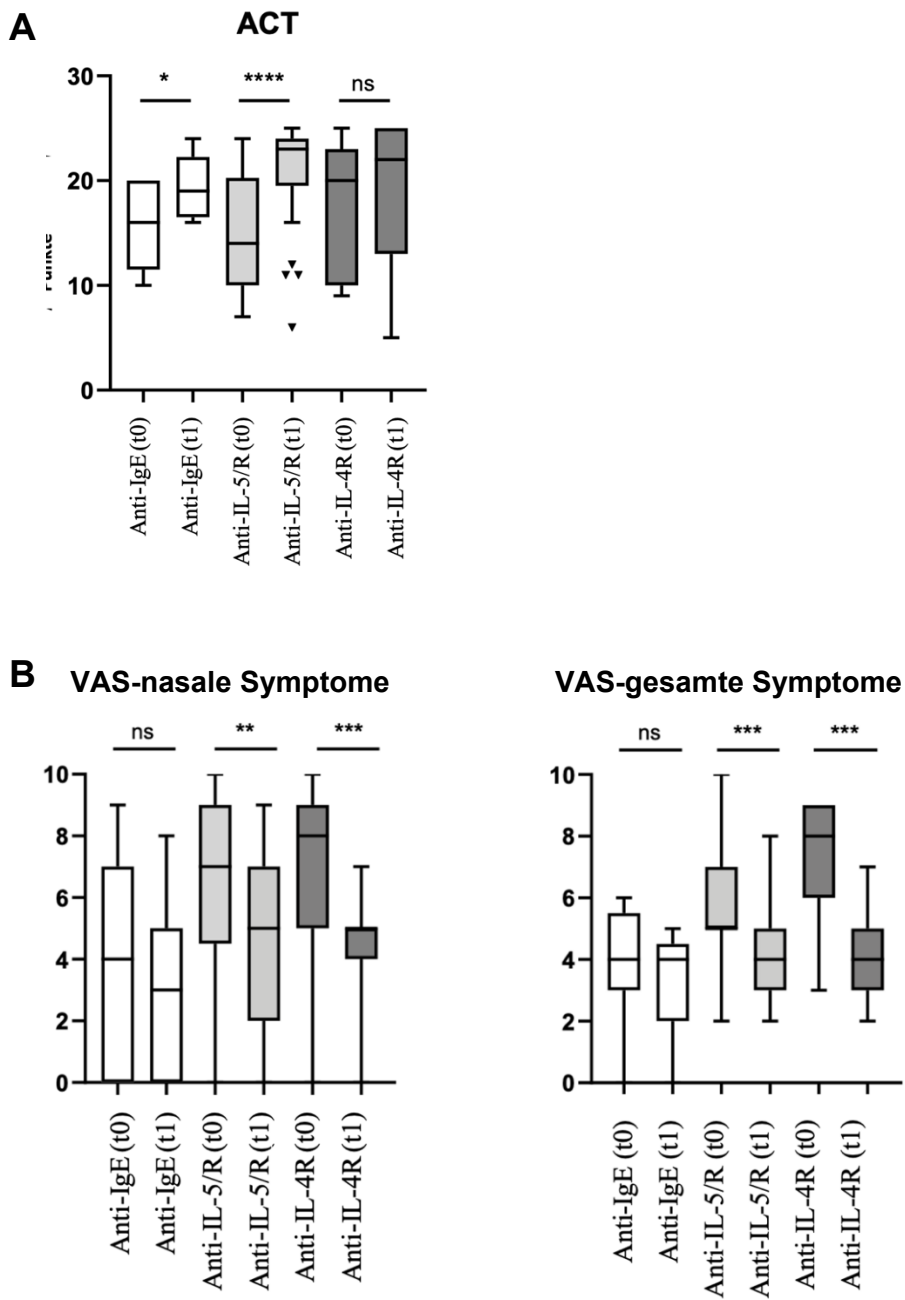 A
ACT
* **** ns
30
20
10
0
Anti-IgE (t0)
Anti-IgE (t1)
Anti-IL-5/R (t0)
Anti-IL-5/R (t1)
Anti-IL-4R (t0)
Anti-IL-4R (t1)
B
VAS-nasale Symptome
ns ** ***
10
8
6
4
2
0
Anti-IgE (t0)
Anti-IgE (t1)
Anti-IL-5/R (t0)
Anti-IL-5/R (t1)
Anti-IL-4R (t0)
Anti-IL-4R (t1)
VAS-gesamte Symptome
ns *** ***
10
8
6
4
2
0
Anti-IgE (t0)
Anti-IgE (t1)
Anti-IL-5/R (t0)
Anti-IL-5/R (t1)
Anti-IL-4R (t0)
Anti-IL-4R (t1)